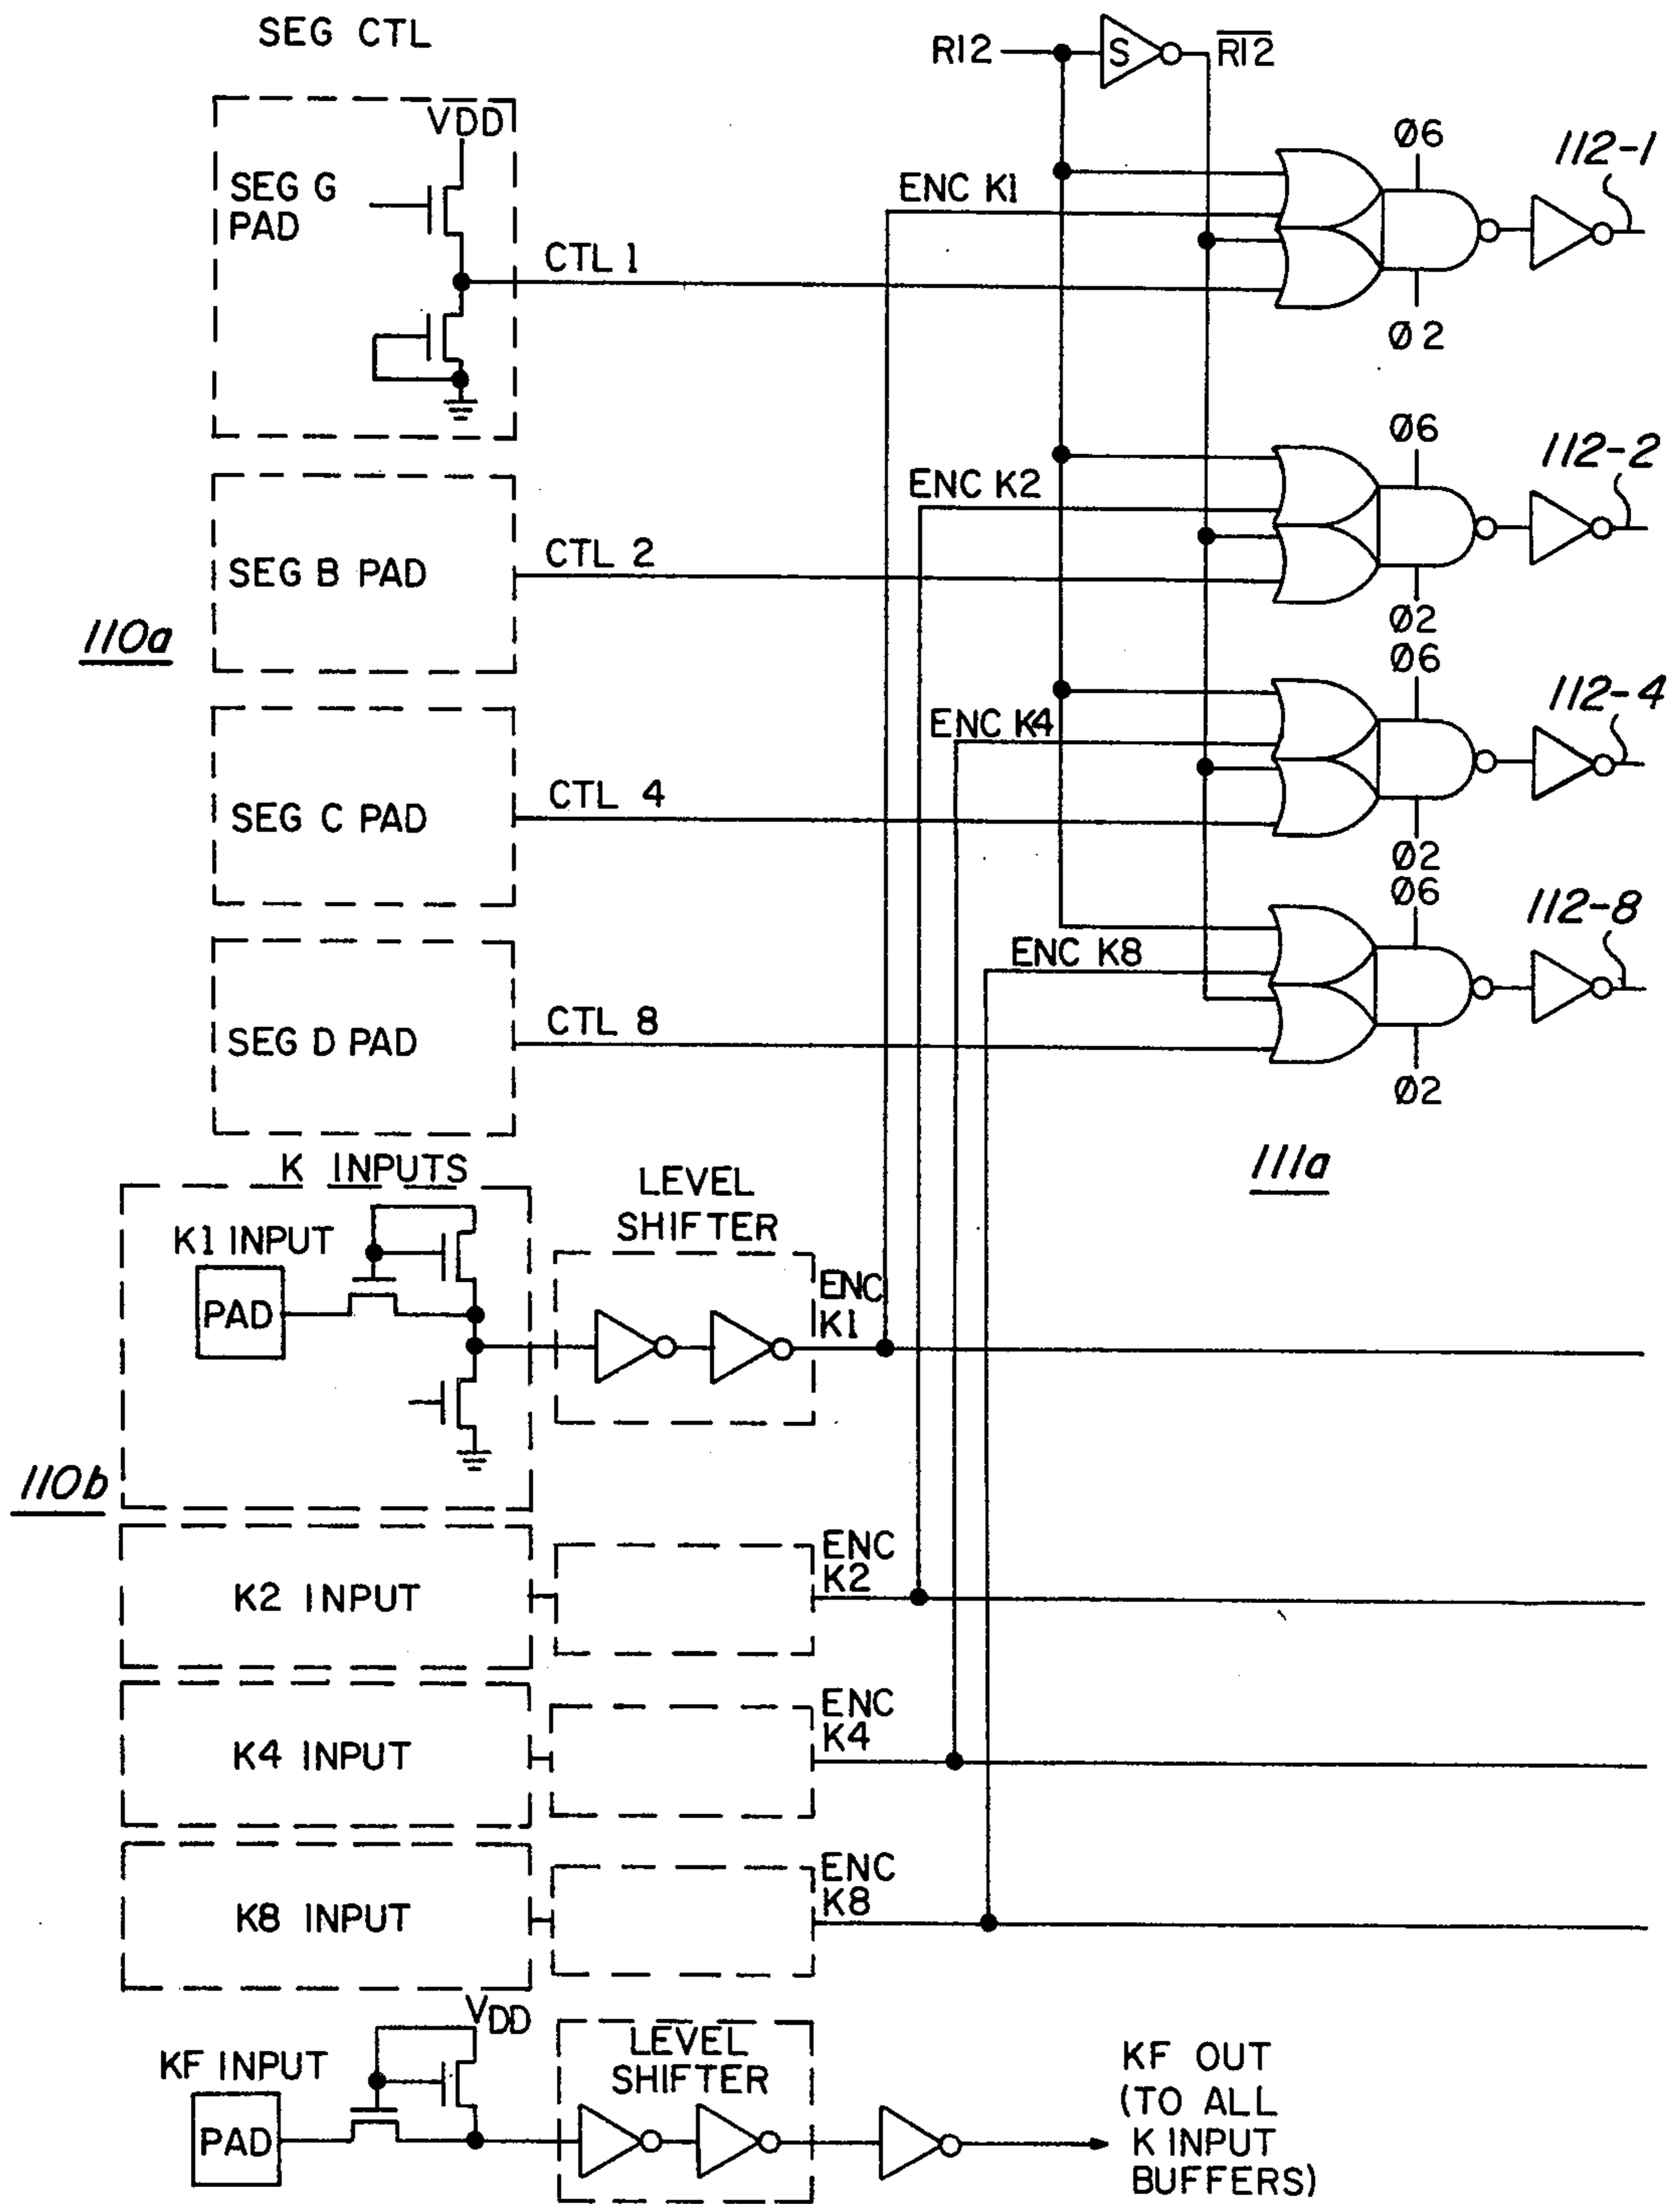 SEG CTL
R12
S
R12
VDD
SEG G
PAD
Ø6
112-1
ENC K1
CTL 1
Ø2
Ø6
112-2
ENC K2
SEG B PAD
CTL 2
Ø2
110a
Ø6
112-4
ENC K4
SEG C PAD
CTL 4
Ø2
Ø6
112-8
ENC K8
SEG D PAD
CTL 8
Ø2
111a
K INPUTS
LEVEL
SHIFTER
K1 INPUT
PAD
ENC
K1
110b
K2 INPUT
ENC
K2
K4 INPUT
ENC
K4
K8 INPUT
ENC
K8
VDD
KF INPUT
PAD
LEVEL
SHIFTER
KF OUT
(TO ALL
K INPUT
BUFFERS)